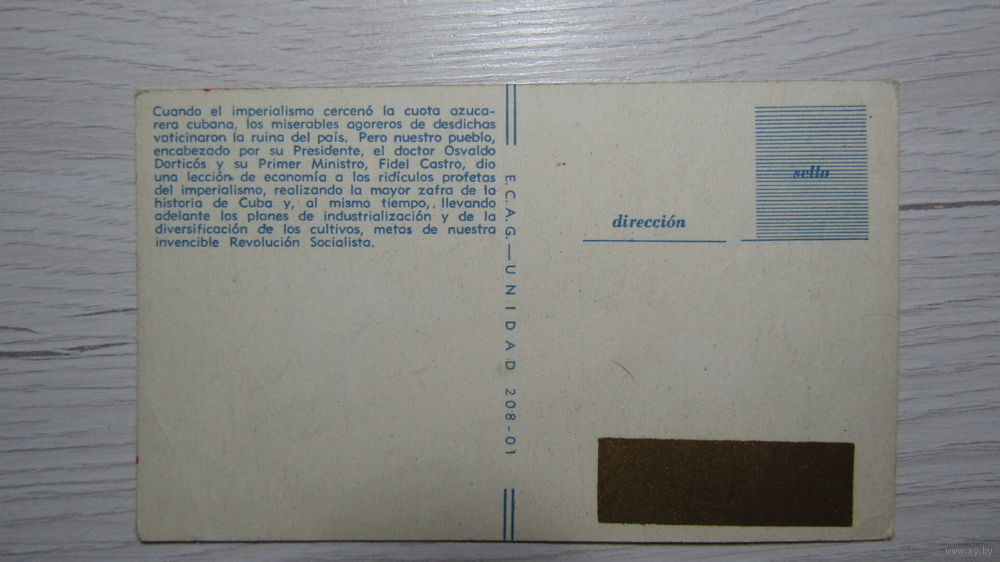 Cuando el imperialismo cercenó la cuota azuca-
rera cubana, los miserables agoreros de desdichas
vaticinaron la ruina del país. Pero nuestro pueblo,
encabezado por su Presidente, el doctor Osvaldo
Dorticós y su Primer Ministro, Fidel Castro, dio
una lección de economía a los ridículos profetas
del imperialismo, realizando la mayor zafra de la
historia de Cuba y, al mismo tiempo, llevando
adelante los planes de industrialización y de la
diversificación de los cultivos, metas de nuestra
invencible Revolución Socialista.
E.C.A.G.—UNIDAD 208-01
sello
dirección
www.ay.by